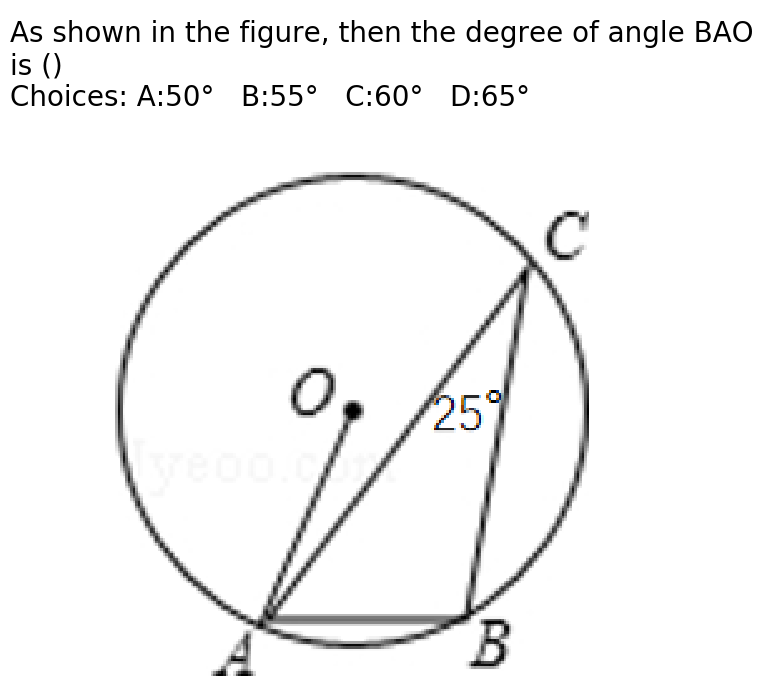 As shown in the figure, then the degree of angle BAO
is ()
Choices: A:50° B:55° C:60° D:65°
C
O
25°
jyeoo.com
A
B